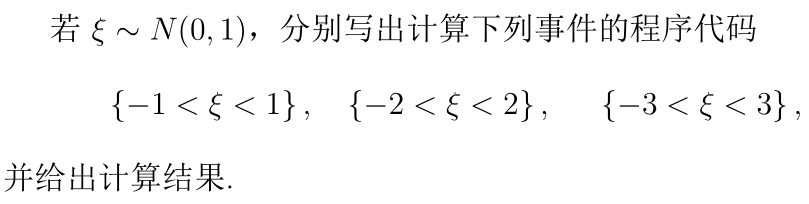 若 ξ ∼ N(0, 1)，分别写出计算下列事件的程序代码
{−1 < ξ < 1}， {−2 < ξ < 2}， {−3 < ξ < 3}，
并给出计算结果.